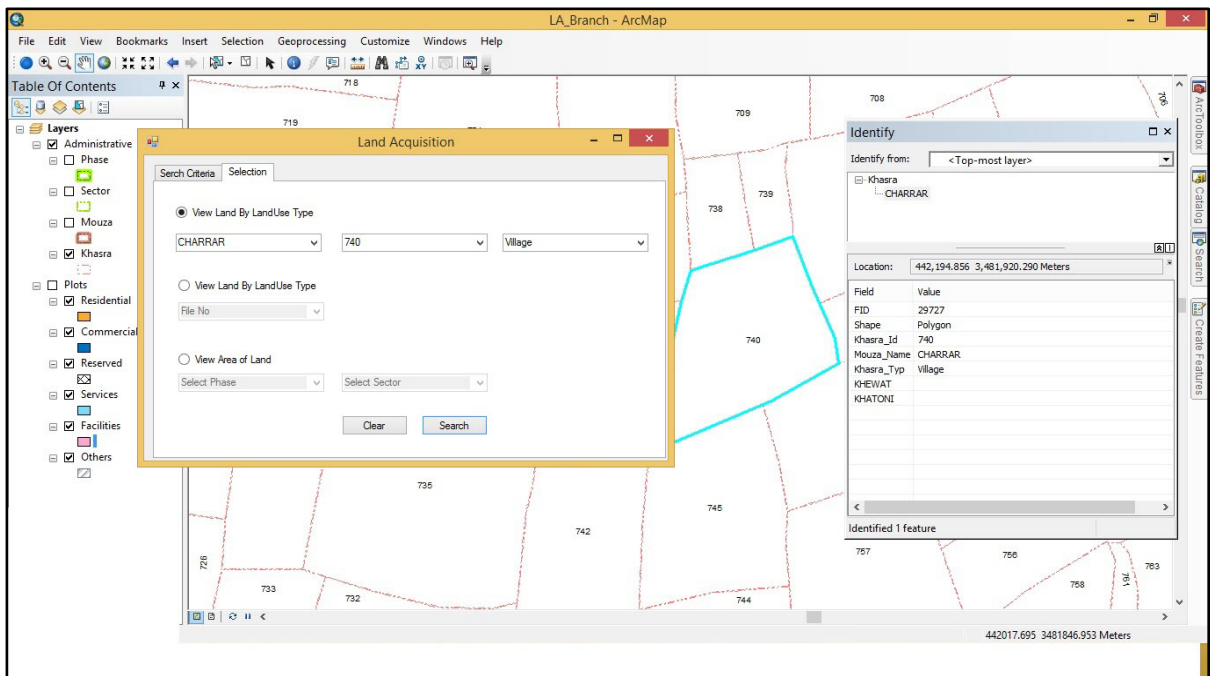 LA_Branch - ArcMap
File Edit View Bookmarks Insert Selection Geoprocessing Customize Windows Help
Table Of Contents
Layers
Administrative
Phase
Sector
Mouza
Khasra
Plots
Residential
Commercial
Reserved
Services
Facilities
Others
Land Acquisition
Serch Criteria Selection
View Land By LandUse Type
CHARRAR 740 Village
View Land By LandUse Type
File No
View Area of Land
Select Phase Select Sector
Clear Search
718
719
709
708
706
738
739
740
735
742
745
726
733
732
744
757
756
758
761
763
Identify
Identify from: <Top-most layer>
Khasra
CHARRAR
Location: 442,194.856 3,481,920.290 Meters
Field Value
FID 29727
Shape Polygon
Khasra_Id 740
Mouza_Name CHARRAR
Khasra_Typ Village
KHEWAT
KHATONI
Identified 1 feature
ArcToolbox
Catalog
Search
Create Features
442017.695 3481846.953 Meters